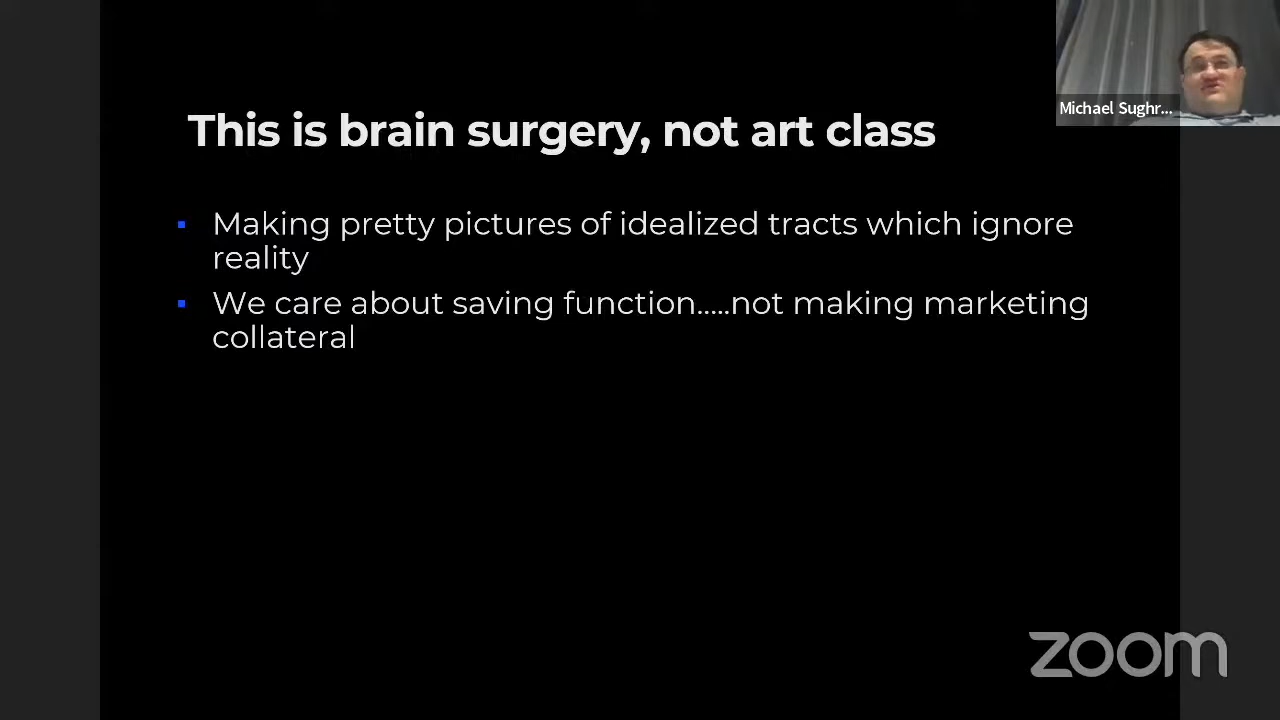 Michael Sughr...
This is brain surgery, not art class
▪ Making pretty pictures of idealized tracts which ignore
reality
▪ We care about saving function.....not making marketing
collateral
zoom